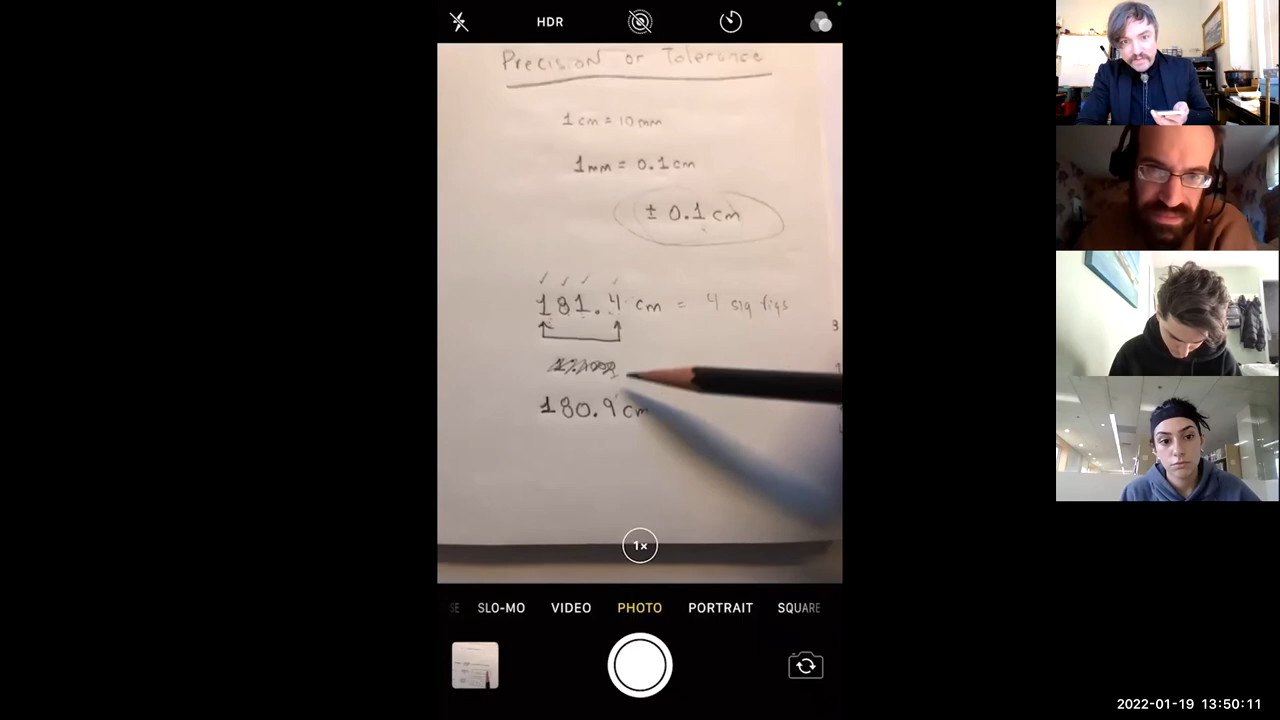 HDR
Precision or Tolerance
1 cm = 10 mm
1 mm = 0.1 cm
± 0.1 cm
181.4 cm = 4 sig figs
180.9 cm
1×
SLO-MO VIDEO PHOTO PORTRAIT SQUARE
2022-01-19 13:50:11